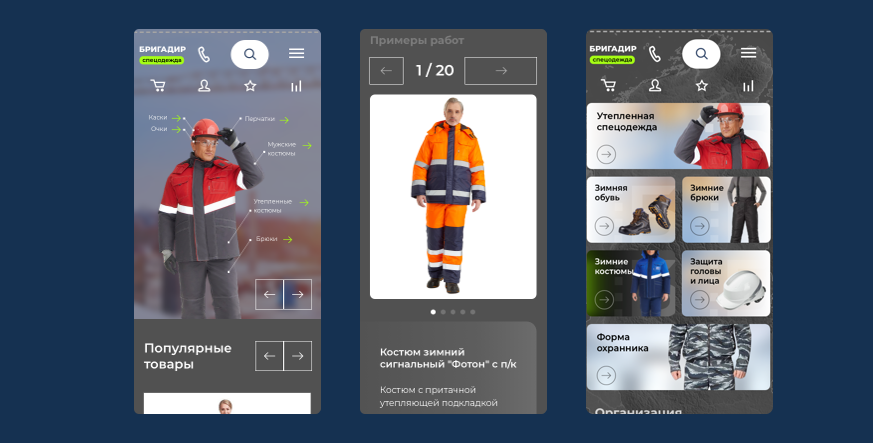 БРИГАДИР
спецодежда
Каски
Очки
Перчатки
Мужские
костюмы
Утепленные
костюмы
Брюки
Популярные
товары
Примеры работ
1 / 20
Костюм зимний
сигнальный "Фотон" с п/к
Костюм с притачной
утепляющей подкладкой
БРИГАДИР
спецодежда
Утепленная
спецодежда
Зимняя
обувь
Зимние
брюки
Зимние
костюмы
Защита
головы
и лица
Форма
охранника
Организация